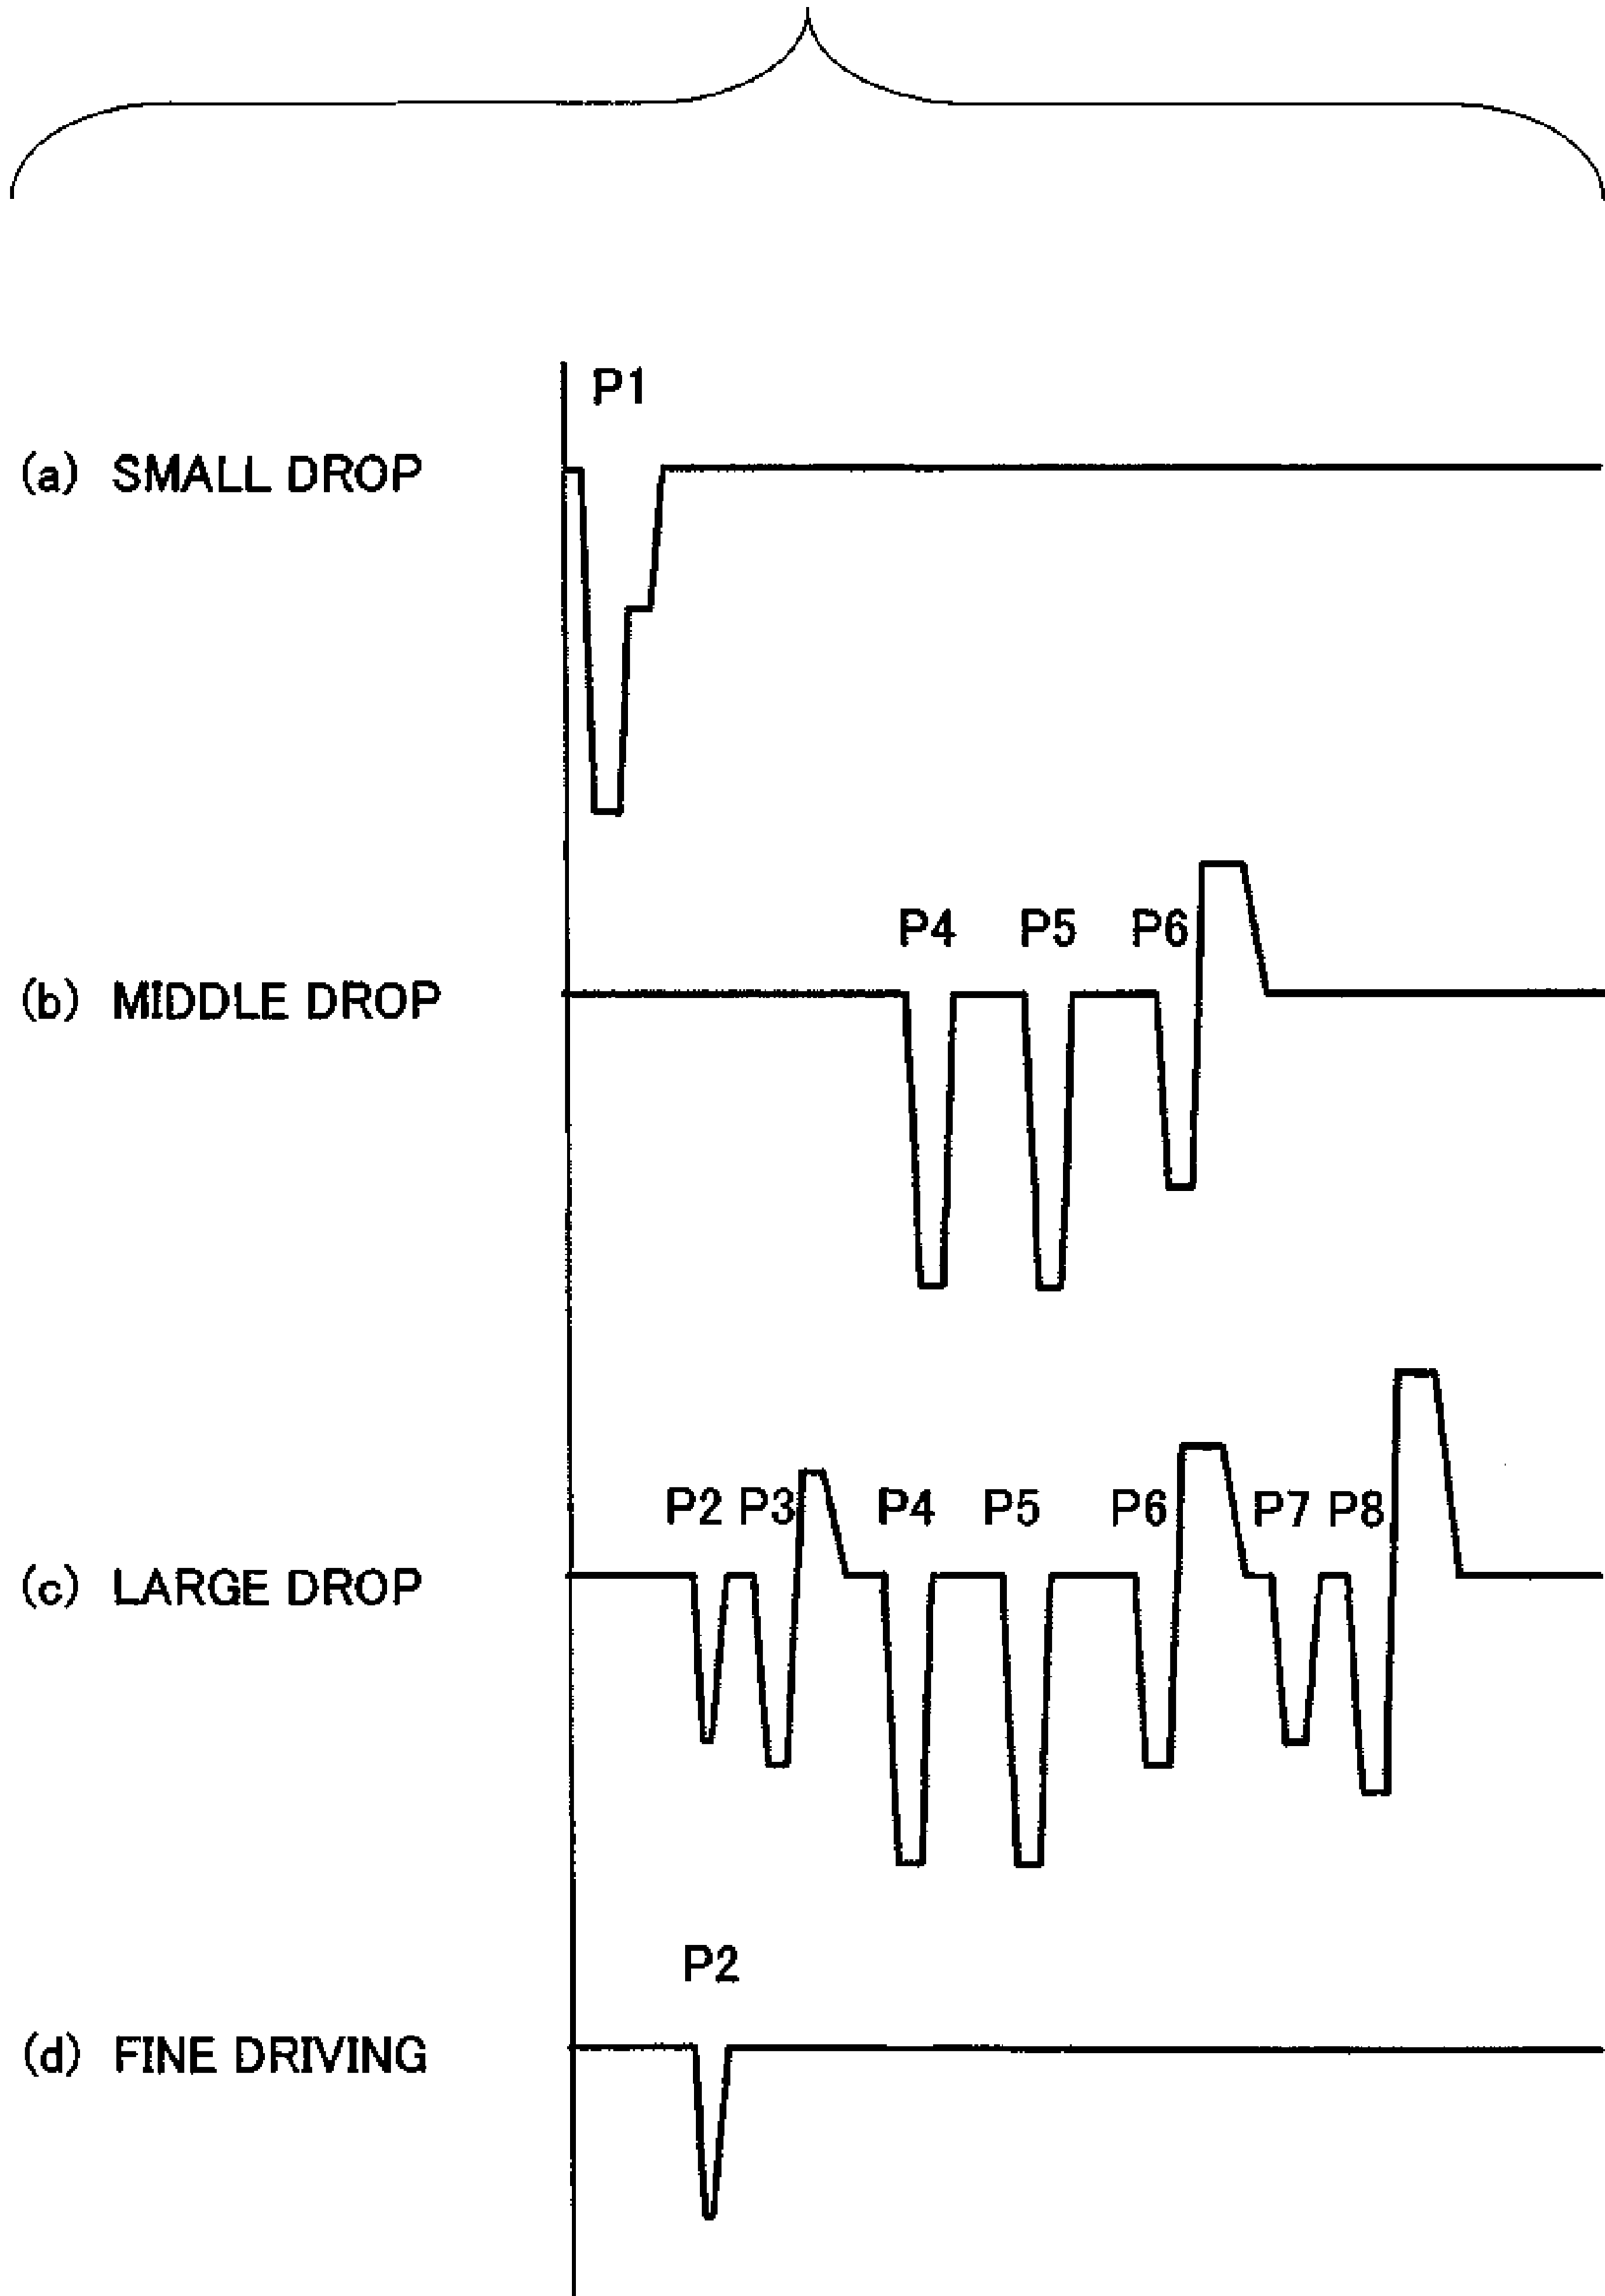 P1
(a) SMALL DROP
P4 P5 P6
(b) MIDDLE DROP
P2 P3 P4 P5 P6 P7 P8
(c) LARGE DROP
P2
(d) FINE DRIVING